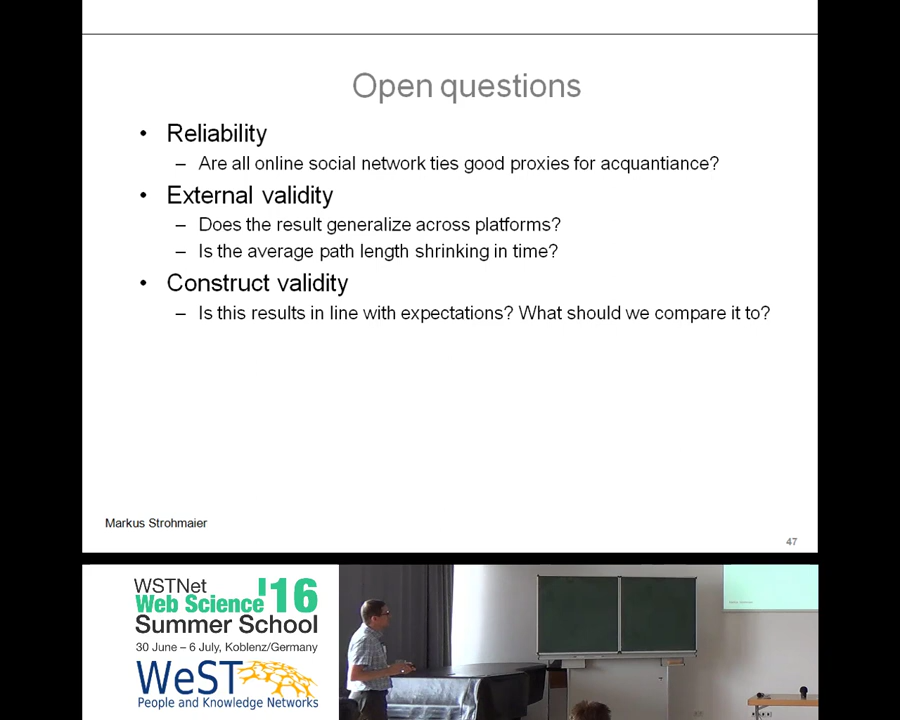 Open questions
• Reliability
– Are all online social network ties good proxies for acquantiance?
• External validity
– Does the result generalize across platforms?
– Is the average path length shrinking in time?
• Construct validity
– Is this results in line with expectations? What should we compare it to?
Markus Strohmaier
47
WSTNet
Web Science '16
Summer School
30 June – 6 July, Koblenz/Germany
WeST
People and Knowledge Networks